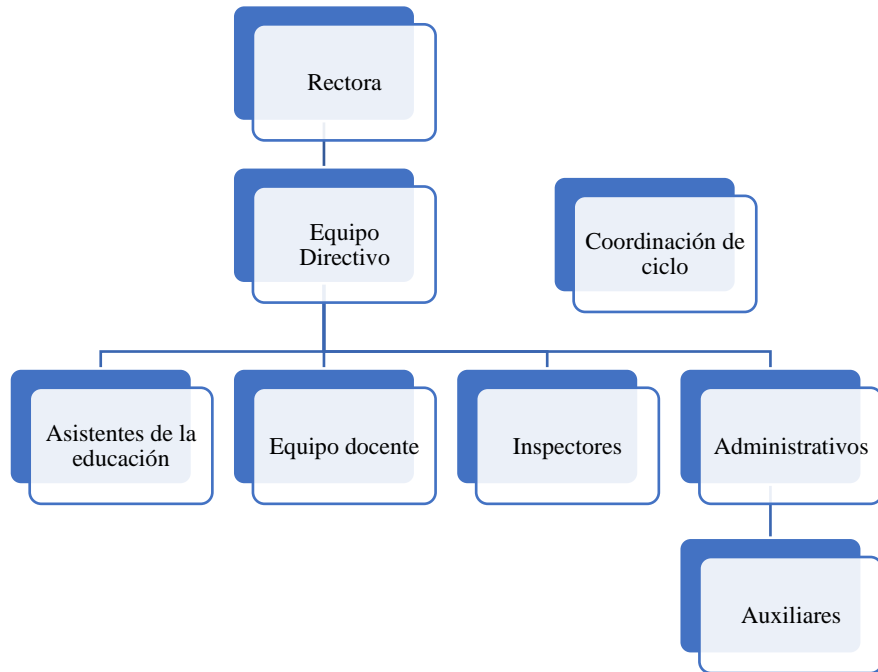 Rectora
Equipo
Directivo
Coordinación de
ciclo
Asistentes de la
educación
Equipo docente
Inspectores
Administrativos
Auxiliares